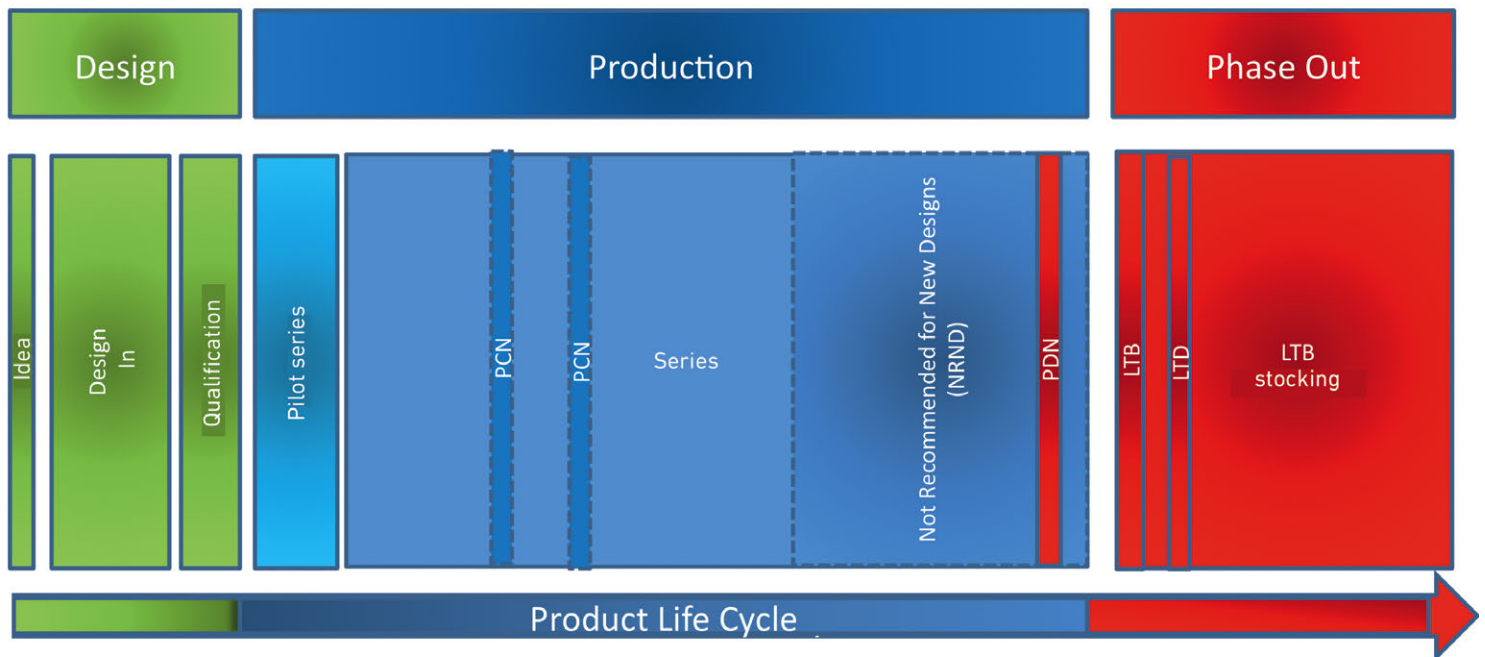 Design
Production
Phase Out
Idea
Design
In
Qualification
Pilot series
PCN
PCN
Series
Not Recommended for New Designs
(NRND)
PDN
LTB
LTD
LTB
stocking
Product Life Cycle